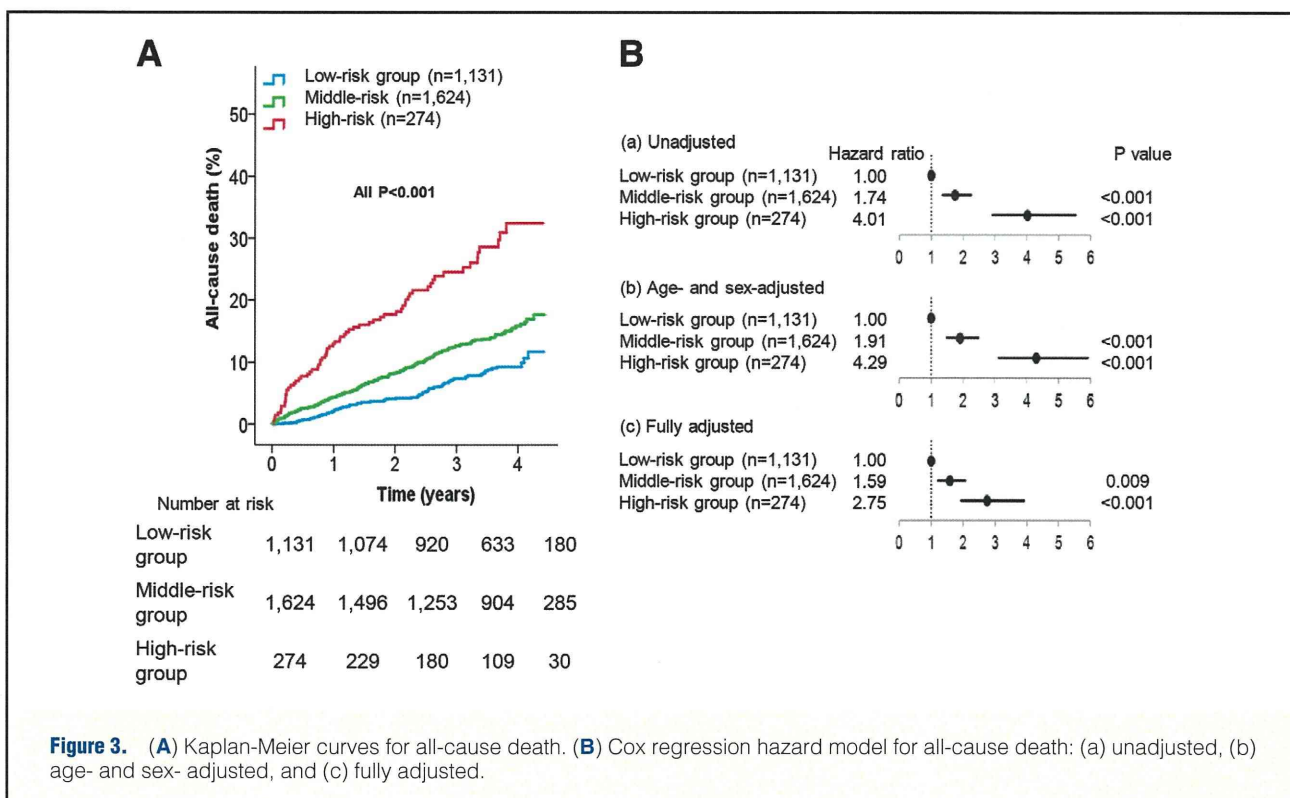 A
Low-risk group (n=1,131)
Middle-risk (n=1,624)
High-risk (n=274)
All P<0.001
All-cause death (%)
50
40
30
20
10
0
0 1 2 3 4
Time (years)
Number at risk
Low-risk group 1,131 1,074 920 633 180
Middle-risk group 1,624 1,496 1,253 904 285
High-risk group 274 229 180 109 30
B
(a) Unadjusted
Hazard ratio P value
Low-risk group (n=1,131) 1.00
Middle-risk group (n=1,624) 1.74 <0.001
High-risk group (n=274) 4.01 <0.001
0 1 2 3 4 5 6
(b) Age- and sex-adjusted
Low-risk group (n=1,131) 1.00
Middle-risk group (n=1,624) 1.91 <0.001
High-risk group (n=274) 4.29 <0.001
0 1 2 3 4 5 6
(c) Fully adjusted
Low-risk group (n=1,131) 1.00
Middle-risk group (n=1,624) 1.59 0.009
High-risk group (n=274) 2.75 <0.001
0 1 2 3 4 5 6
Figure 3. (A) Kaplan-Meier curves for all-cause death. (B) Cox regression hazard model for all-cause death: (a) unadjusted, (b)
age- and sex- adjusted, and (c) fully adjusted.